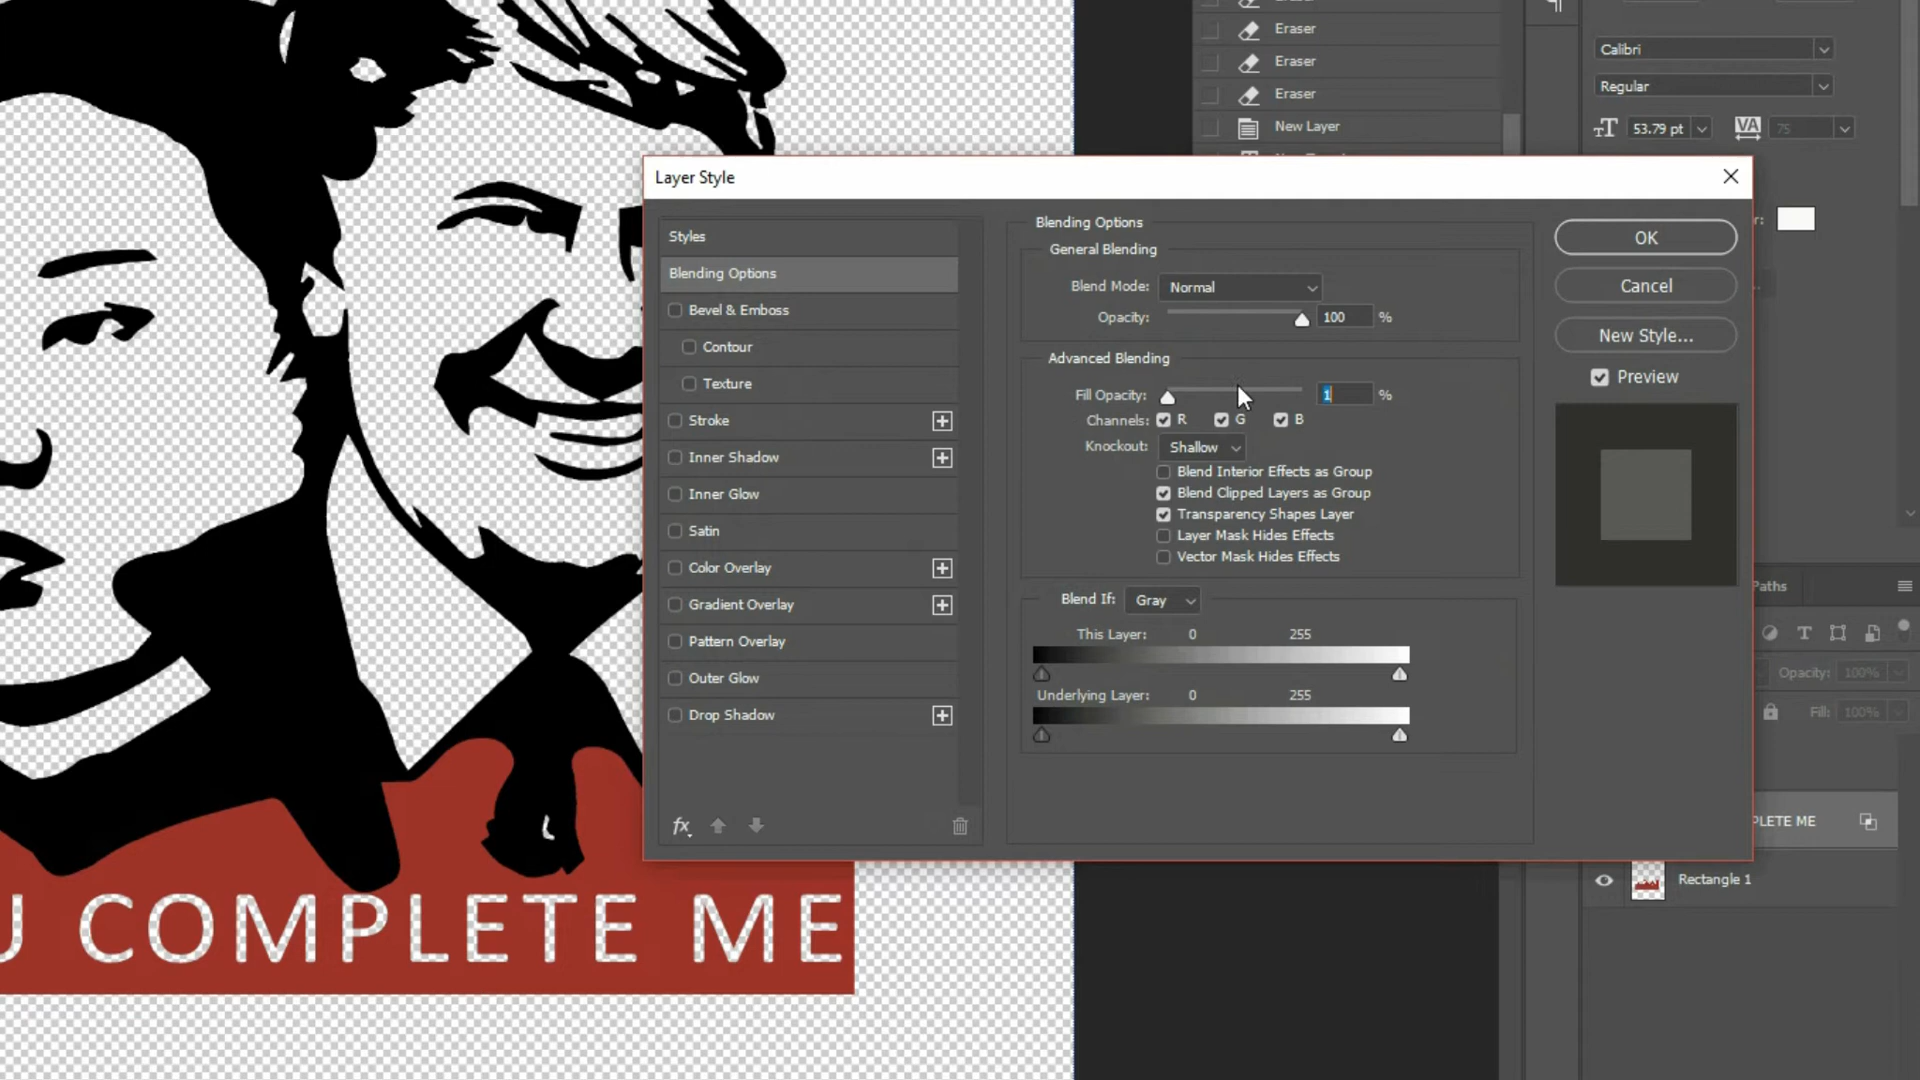 Eraser
Eraser
Eraser
New Layer
Calibri
Regular
53.79 pt
75
Layer Style
Styles
Blending Options
Bevel & Emboss
Contour
Texture
Stroke
Inner Shadow
Inner Glow
Satin
Color Overlay
Gradient Overlay
Pattern Overlay
Outer Glow
Drop Shadow
fx
Blending Options
General Blending
Blend Mode: Normal
Opacity: 100 %
Advanced Blending
Fill Opacity: 1 %
Channels: R G B
Knockout: Shallow
Blend Interior Effects as Group
Blend Clipped Layers as Group
Transparency Shapes Layer
Layer Mask Hides Effects
Vector Mask Hides Effects
Blend If: Gray
This Layer: 0 255
Underlying Layer: 0 255
OK
Cancel
New Style...
Preview
Paths
Opacity: 100%
Fill: 100%
PLETE ME
Rectangle 1
U COMPLETE ME